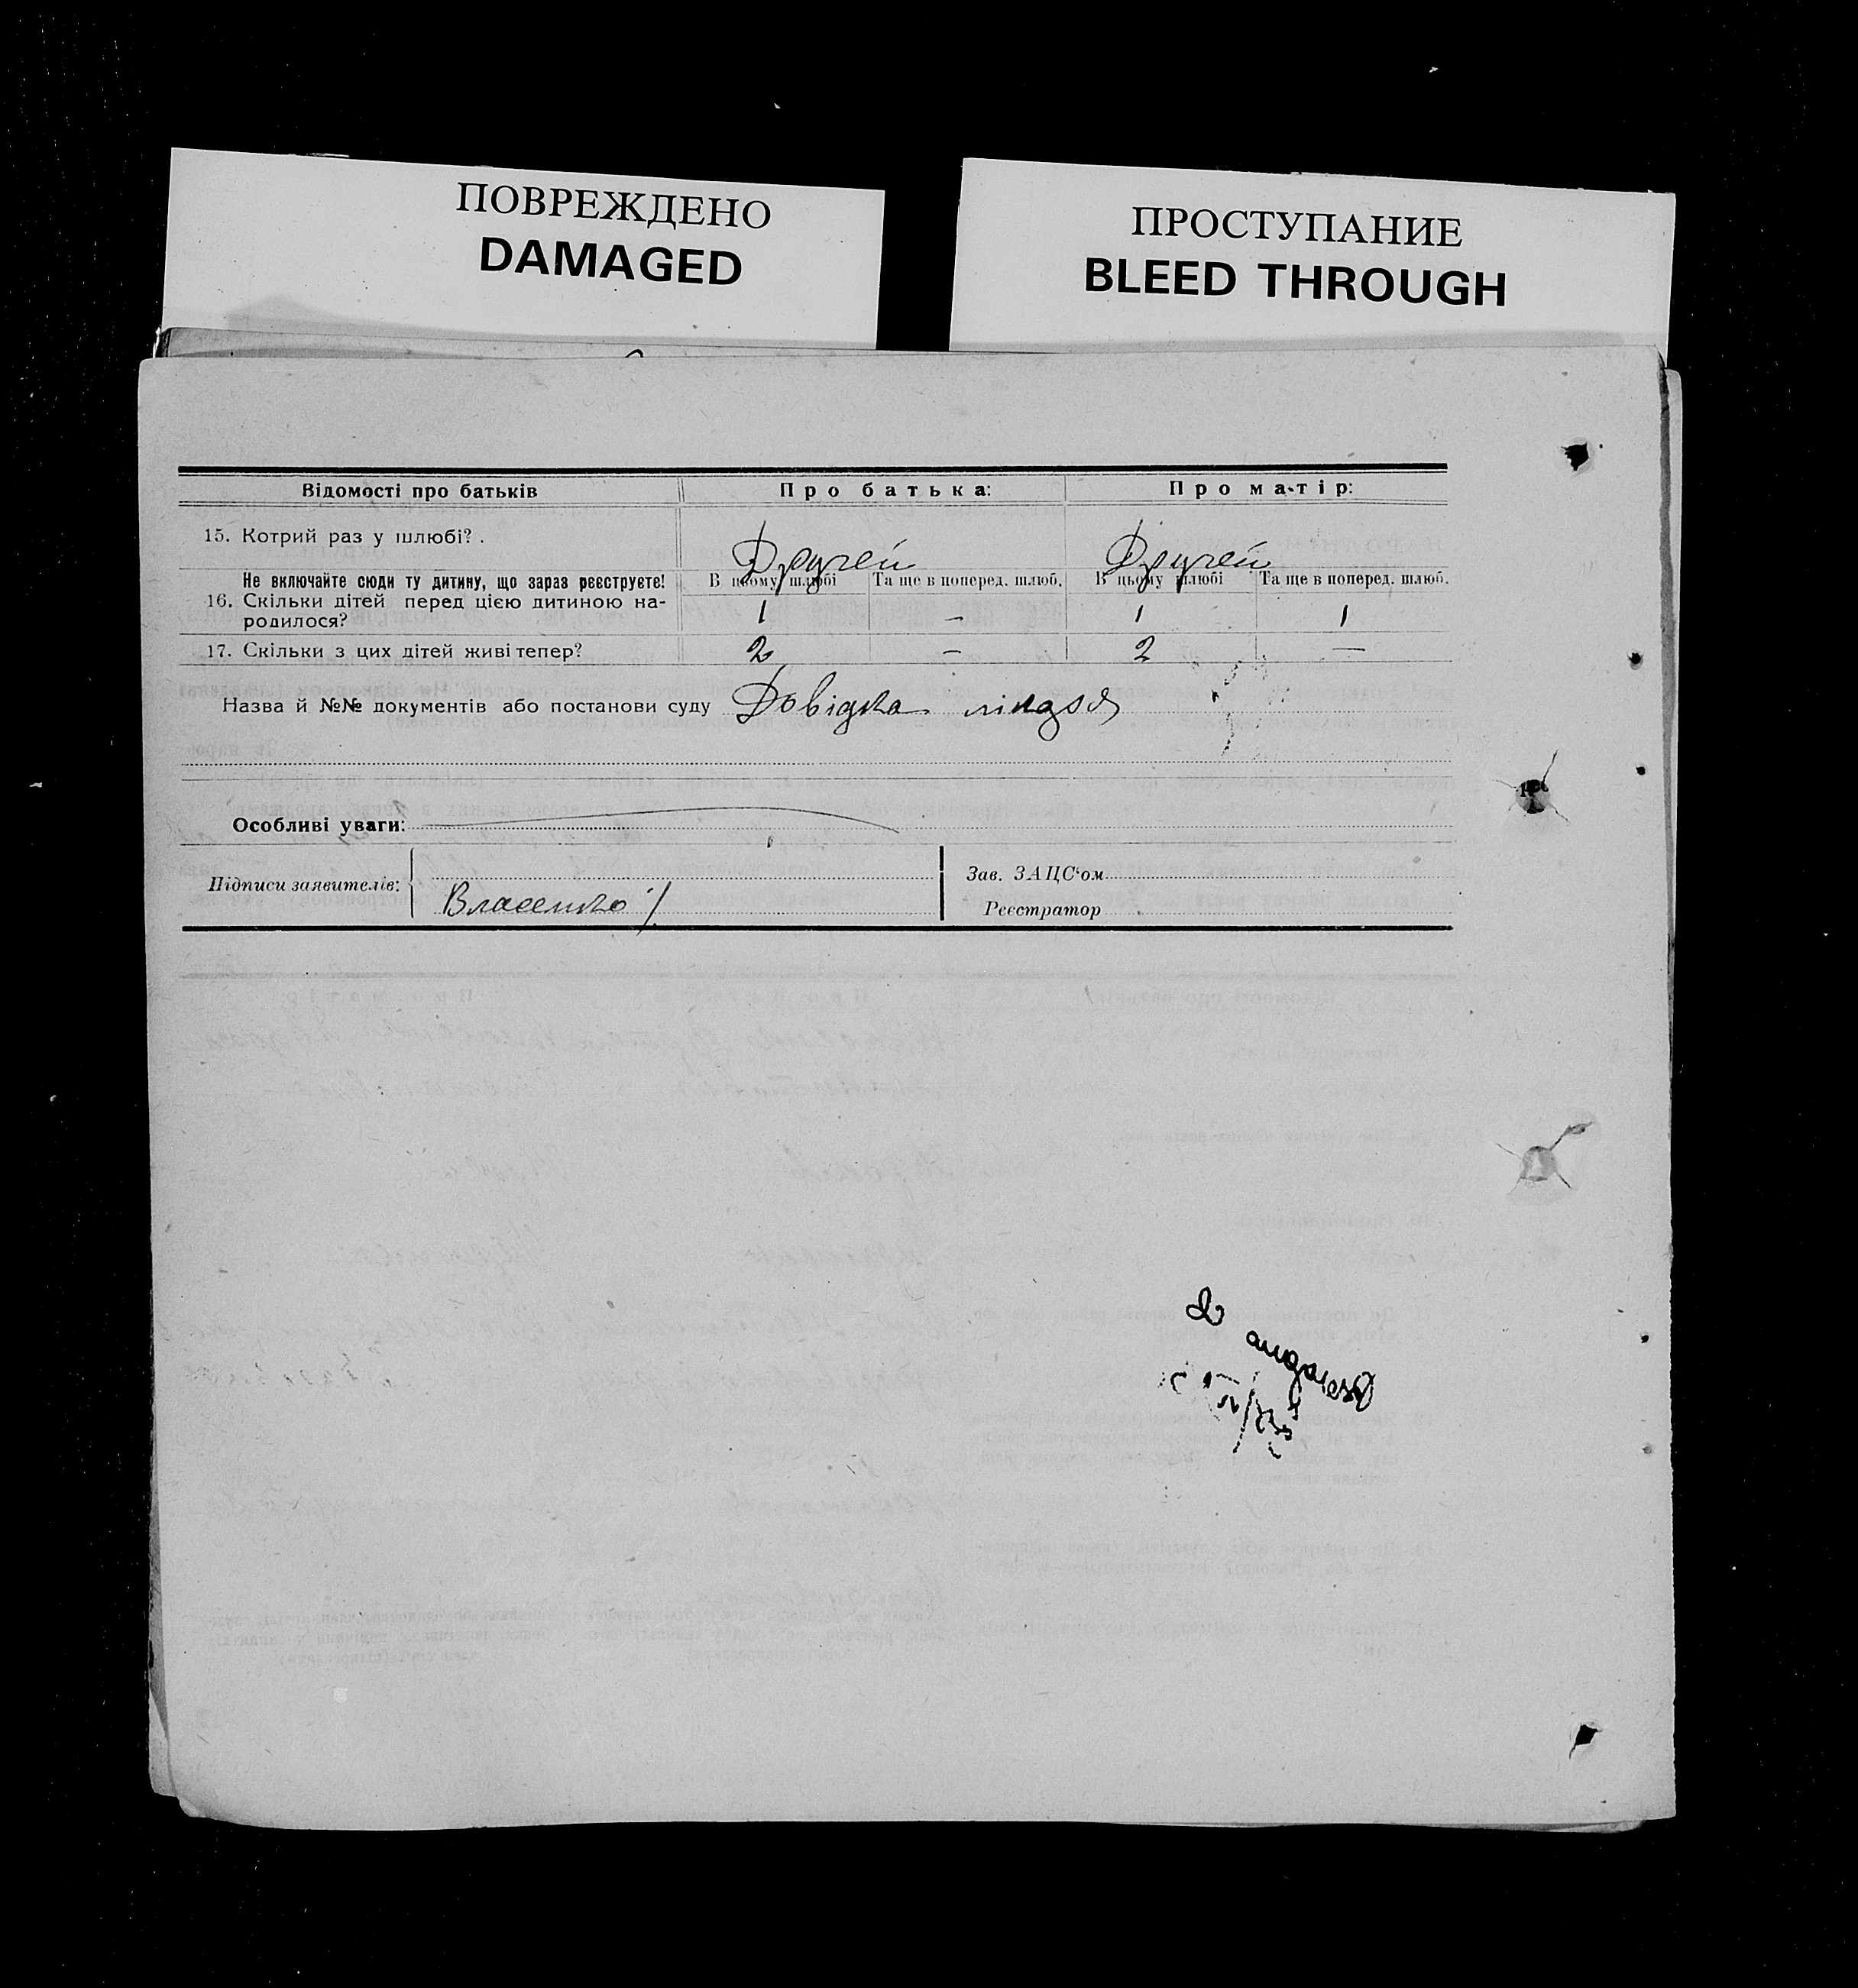 ПОВРЕЖДЕНО
DAMAGED
ПРОСТУПАНИЕ
BLEED THROUGH
Відомості про батьків
Про батька:
Про матір:
15. Котрий раз у шлюбі?
Другей
Другей
Не включайте сюди ту дитину, що зараз реєструєте!
В цьому шлюбі
Та ще в поперед. шлюб.
В цьому шлюбі
Та ще в поперед. шлюб.
16. Скільки дітей перед цією дитиною на-
родилося?
1 — 1 1
17. Скільки з цих дітей живі тепер? 2 — 2 —
Назва й №№ документів або постанови суду Довідка
Особливі уваги:
Підписи заявителів:
Власенко
Зав. ЗАЦС'ом
Реєстратор